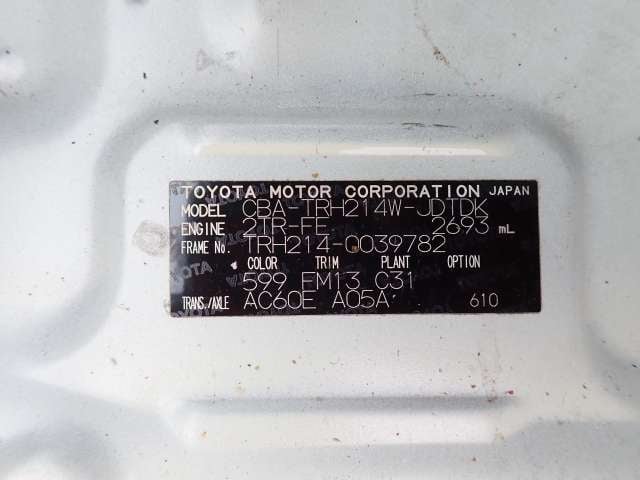 TOYOTA MOTOR CORPORATION JAPAN
MODEL CBA-TRH214W-JDTDK
ENGINE 2TR-FE 2693 mL
FRAME No. TRH214-0039782
COLOR TRIM PLANT OPTION
599 FM13 C31
TRANS./AXLE AC60E A05A
610